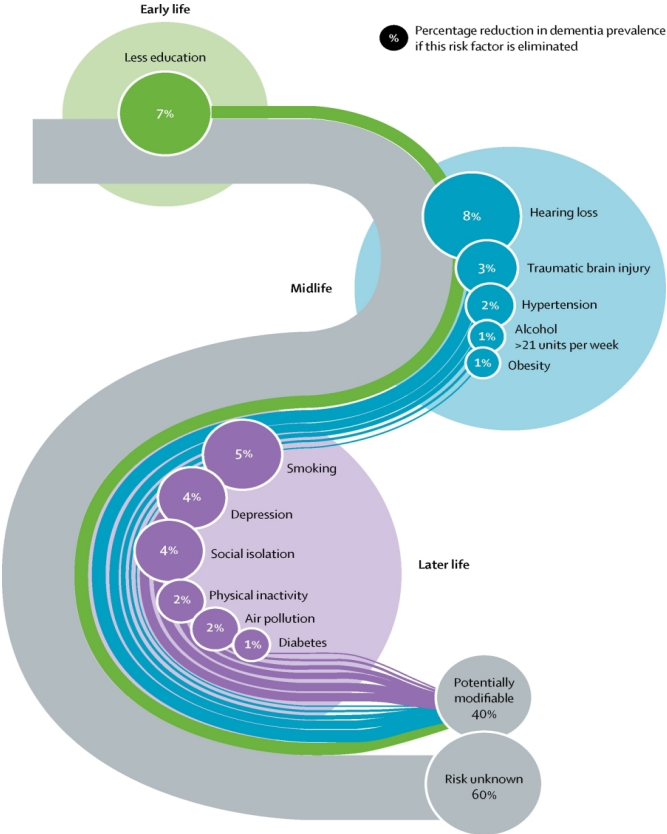 Early life
% Percentage reduction in dementia prevalence
if this risk factor is eliminated
Less education
7%
8% Hearing loss
3% Traumatic brain injury
Midlife
2% Hypertension
1% Alcohol
>21 units per week
1% Obesity
5% Smoking
4% Depression
4% Social isolation
Later life
2% Physical inactivity
2% Air pollution
1% Diabetes
Potentially
modifiable
40%
Risk unknown
60%